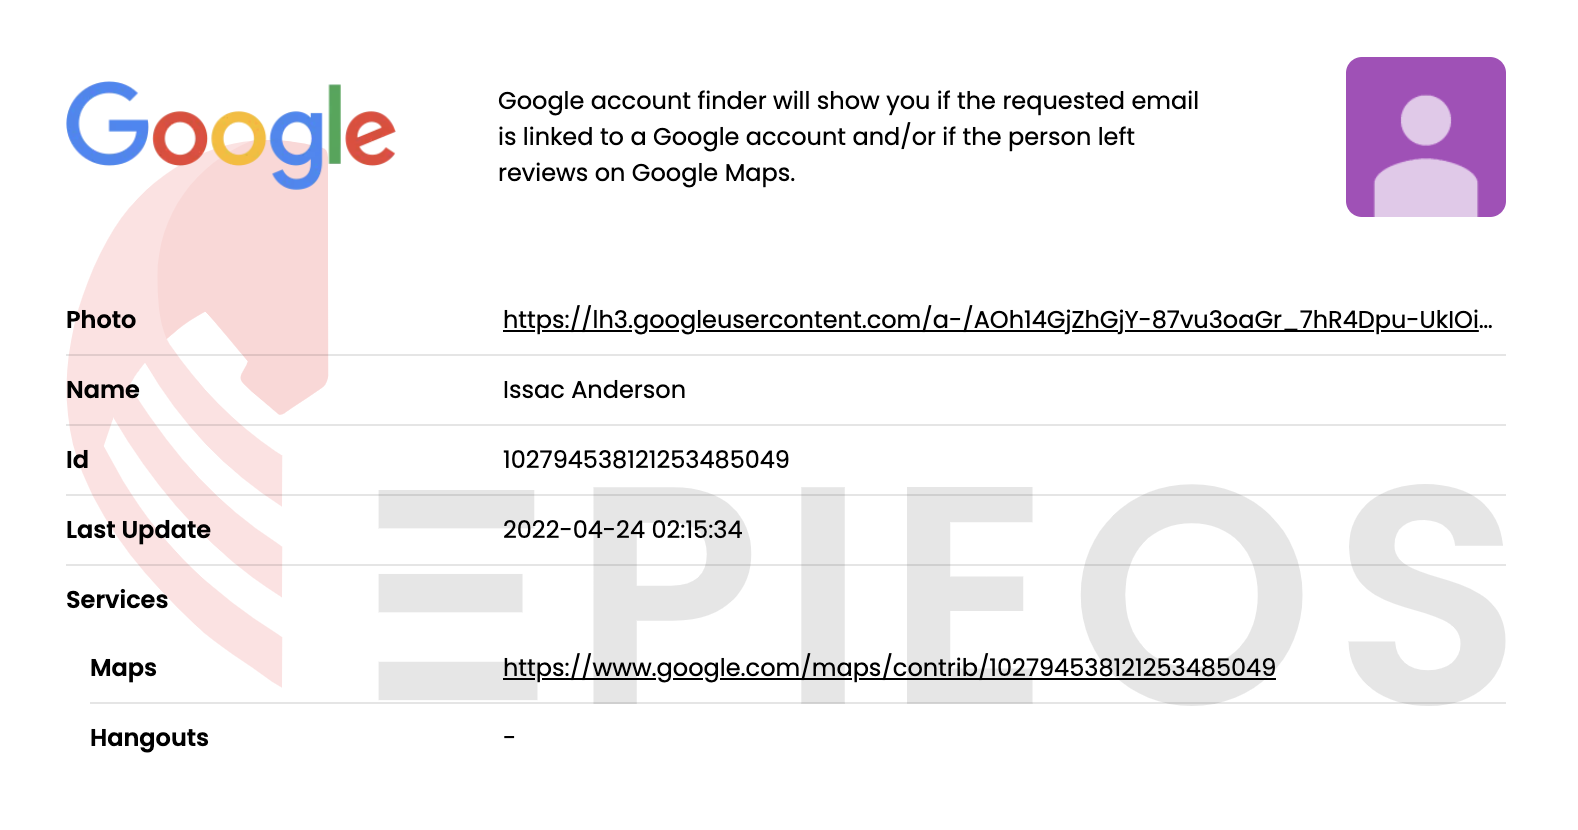 Google
Google account finder will show you if the requested email
is linked to a Google account and/or if the person left
reviews on Google Maps.
Photo https://lh3.googleusercontent.com/a-/AOh14GjZhGjY-87vu3oaGr_7hR4Dpu-UkIOi...
Name Issac Anderson
Id 102794538121253485049
Last Update 2022-04-24 02:15:34
Services
Maps https://www.google.com/maps/contrib/102794538121253485049
Hangouts -
EPIEOS